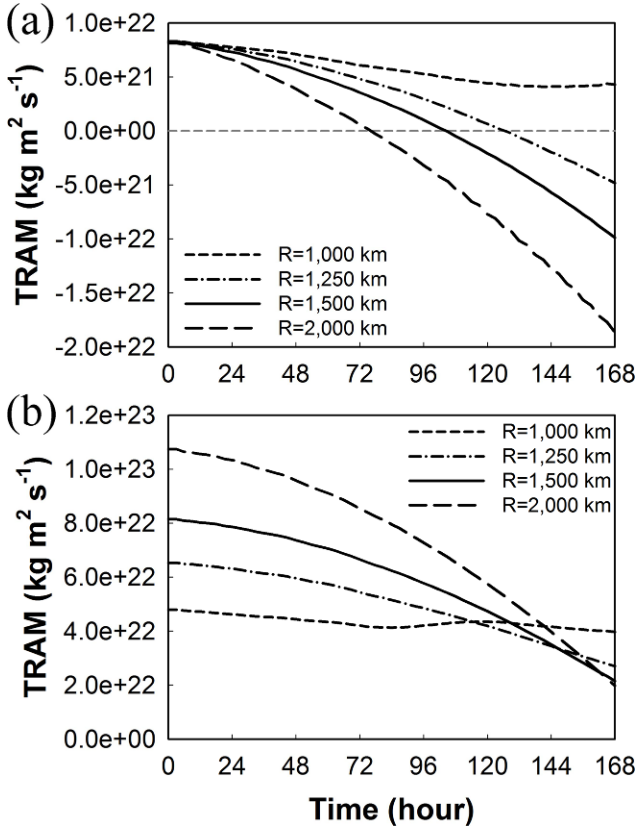 (a)
TRAM (kg m² s⁻¹)
1.0e+22
5.0e+21
0.0e+00
-5.0e+21
-1.0e+22
-1.5e+22
-2.0e+22
R=1,000 km
R=1,250 km
R=1,500 km
R=2,000 km
0 24 48 72 96 120 144 168
(b)
TRAM (kg m² s⁻¹)
1.2e+23
1.0e+23
8.0e+22
6.0e+22
4.0e+22
2.0e+22
0.0e+00
R=1,000 km
R=1,250 km
R=1,500 km
R=2,000 km
0 24 48 72 96 120 144 168
Time (hour)